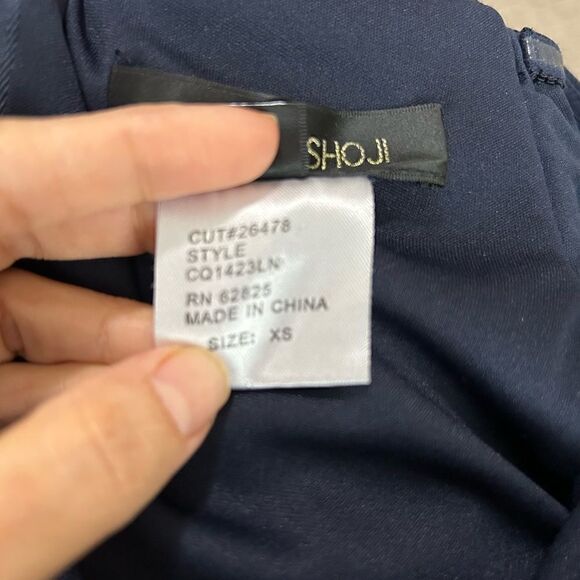 SHOJI
CUT#26478
STYLE
CQ1423LN
RN 62825
MADE IN CHINA
SIZE: XS